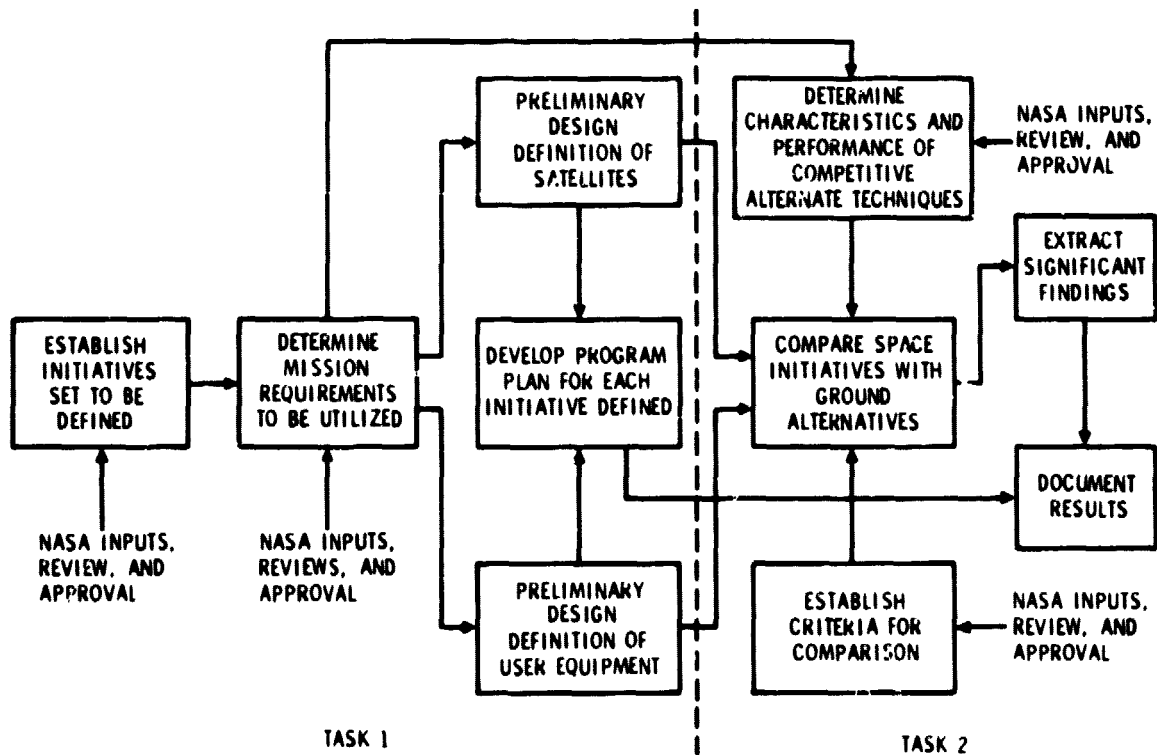 PRELIMINARY
DESIGN
DEFINITION OF
SATELLITES
DETERMINE
CHARACTERISTICS AND
PERFORMANCE OF
COMPETITIVE
ALTERNATE TECHNIQUES
NASA INPUTS,
REVIEW, AND
APPROVAL
EXTRACT
SIGNIFICANT
FINDINGS
ESTABLISH
INITIATIVES
SET TO BE
DEFINED
DETERMINE
MISSION
REQUIREMENTS
TO BE UTILIZED
DEVELOP PROGRAM
PLAN FOR EACH
INITIATIVE DEFINED
COMPARE SPACE
INITIATIVES WITH
GROUND
ALTERNATIVES
DOCUMENT
RESULTS
NASA INPUTS,
REVIEW, AND
APPROVAL
NASA INPUTS,
REVIEWS, AND
APPROVAL
PRELIMINARY
DESIGN
DEFINITION OF
USER EQUIPMENT
ESTABLISH
CRITERIA FOR
COMPARISON
NASA INPUTS,
REVIEW, AND
APPROVAL
TASK 1
TASK 2